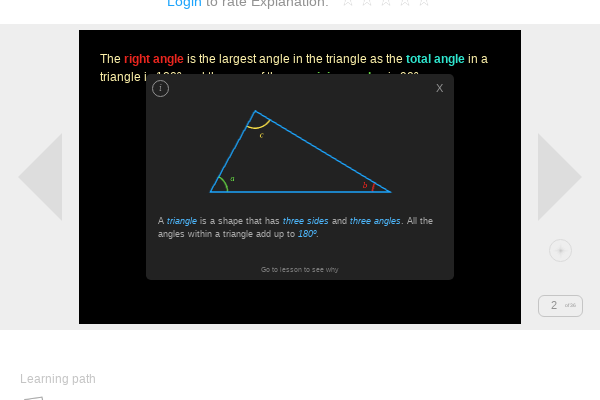 Login to rate Explanation:
The right angle is the largest angle in the triangle as the total angle in a
triangle
i
X
c
a
b
A triangle is a shape that has three sides and three angles. All the
angles within a triangle add up to 180º.
Go to lesson to see why
2 of 26
Learning path